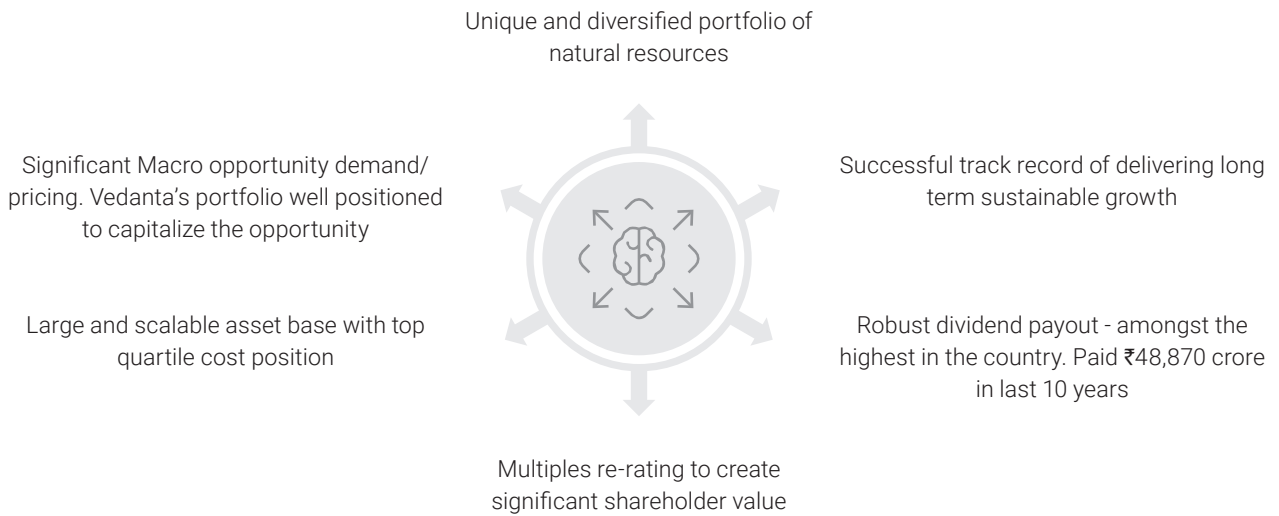 Unique and diversified portfolio of
natural resources
Significant Macro opportunity demand/
pricing. Vedanta’s portfolio well positioned
to capitalize the opportunity
Successful track record of delivering long
term sustainable growth
Large and scalable asset base with top
quartile cost position
Robust dividend payout - amongst the
highest in the country. Paid ₹48,870 crore
in last 10 years
Multiples re-rating to create
significant shareholder value